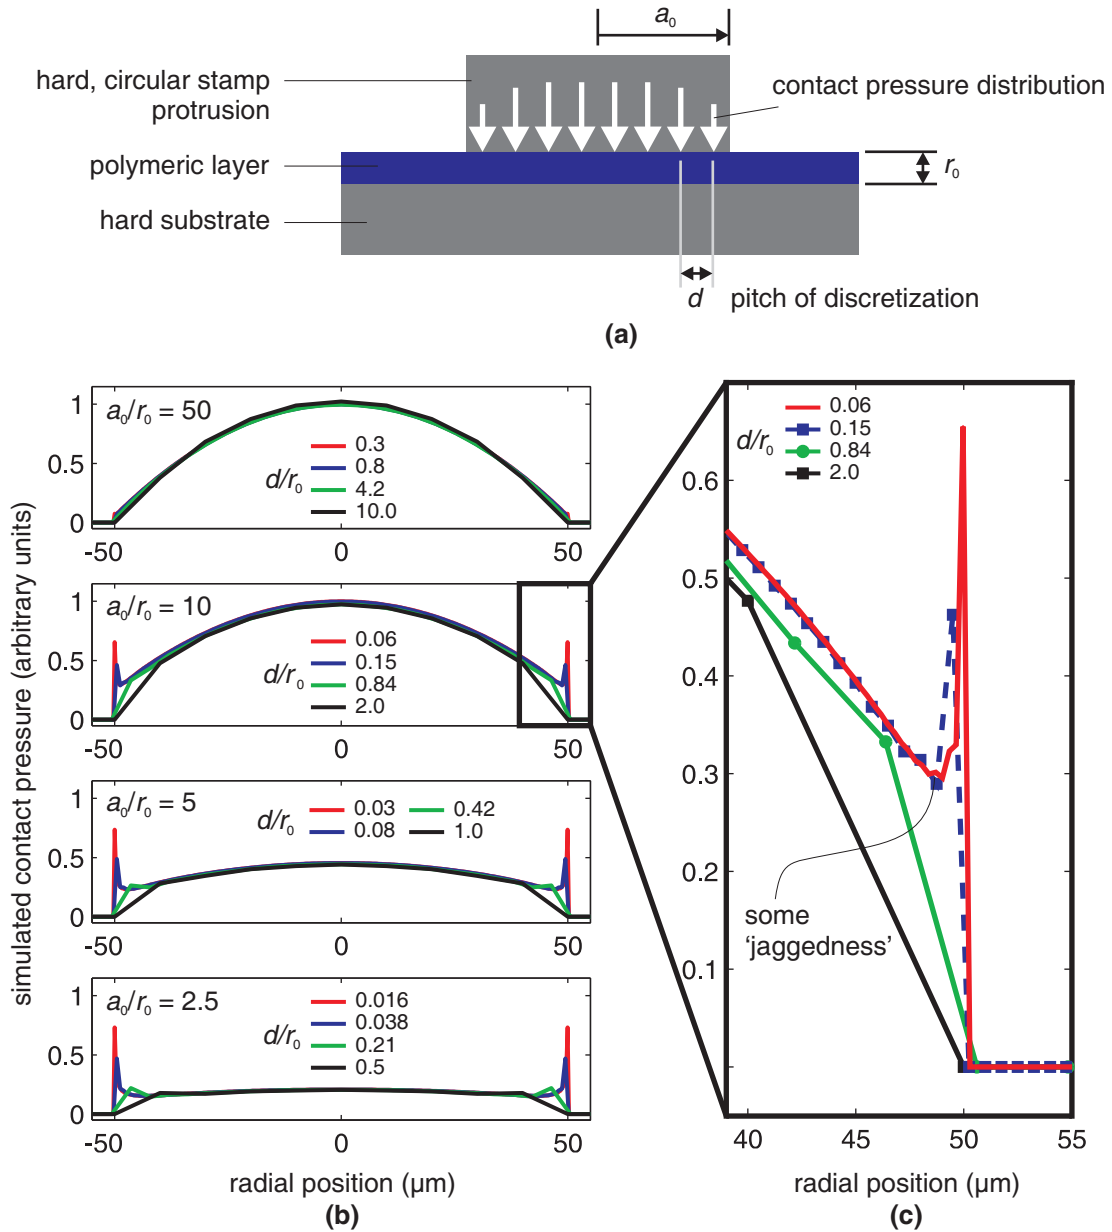 a₀
hard, circular stamp
protrusion
contact pressure distribution
polymeric layer
r₀
hard substrate
d pitch of discretization
(a)
simulated contact pressure (arbitrary units)
a₀/r₀ = 50
1
0.5
0
d/r₀
0.3
0.8
4.2
10.0
-50 0 50
a₀/r₀ = 10
1
0.5
0
d/r₀
0.06
0.15
0.84
2.0
-50 0 50
a₀/r₀ = 5
1
0.5
0
d/r₀
0.03 0.42
0.08 1.0
-50 0 50
a₀/r₀ = 2.5
1
0.5
0
d/r₀
0.016
0.038
0.21
0.5
-50 0 50
radial position (µm)
(b)
d/r₀
0.06
0.15
0.84
2.0
0.6
0.5
0.4
0.3
0.2
0.1
some
‘jaggedness’
40 45 50 55
radial position (µm)
(c)